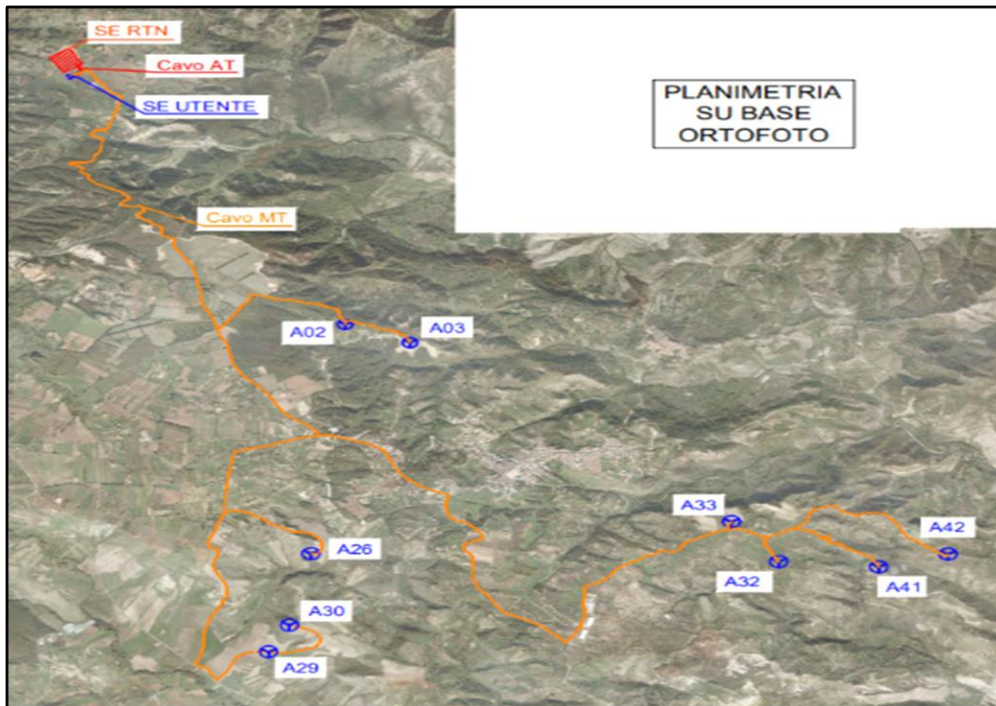 SE RTN
Cavo AT
SE UTENTE
PLANIMETRIA
SU BASE
ORTOFOTO
Cavo MT
A02
A03
A33
A42
A26
A32
A41
A30
A29